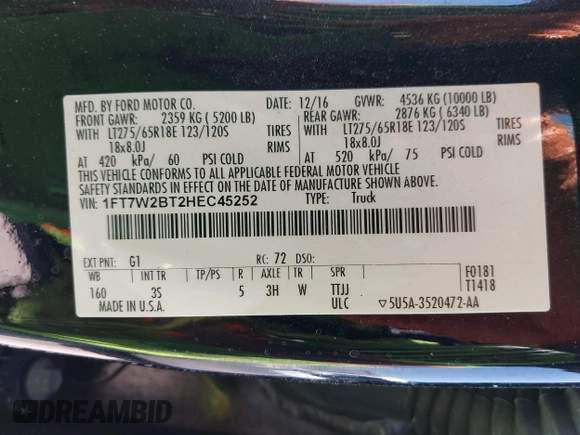 MFD. BY FORD MOTOR CO. DATE: 12/16 GVWR: 4536 KG (10000 LB)
FRONT GAWR: 2359 KG (5200 LB) REAR GAWR: 2876 KG (6340 LB)
WITH LT275/65R18E 123/120S TIRES WITH LT275/65R18E 123/120S TIRES
18x8.0J RIMS 18x8.0J RIMS
AT 420 kPa/ 60 PSI COLD AT 520 kPa/ 75 PSI COLD
THIS VEHICLE CONFORMS TO ALL APPLICABLE FEDERAL MOTOR VEHICLE
SAFETY STANDARDS IN EFFECT ON THE DATE OF MANUFACTURE SHOWN ABOVE.
VIN: 1FT7W2BT2HEC45252 TYPE: Truck
EXT PNT: G1 RC: 72 DSO:
WB INT TR TP/PS R AXLE TR SPR F0181
160 3S 5 3H W TTJJ T1418
MADE IN U.S.A. ULC ▽5U5A-3520472-AA
DREAMBID